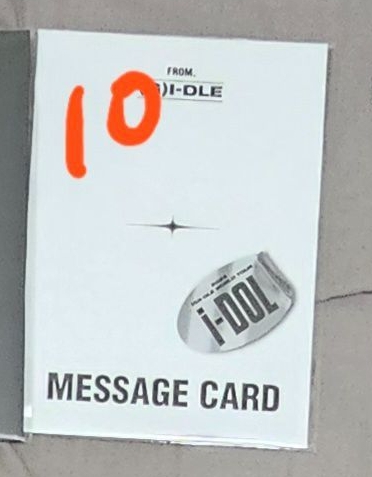 FROM.
)I-DLE
10
i-DOL
MESSAGE CARD